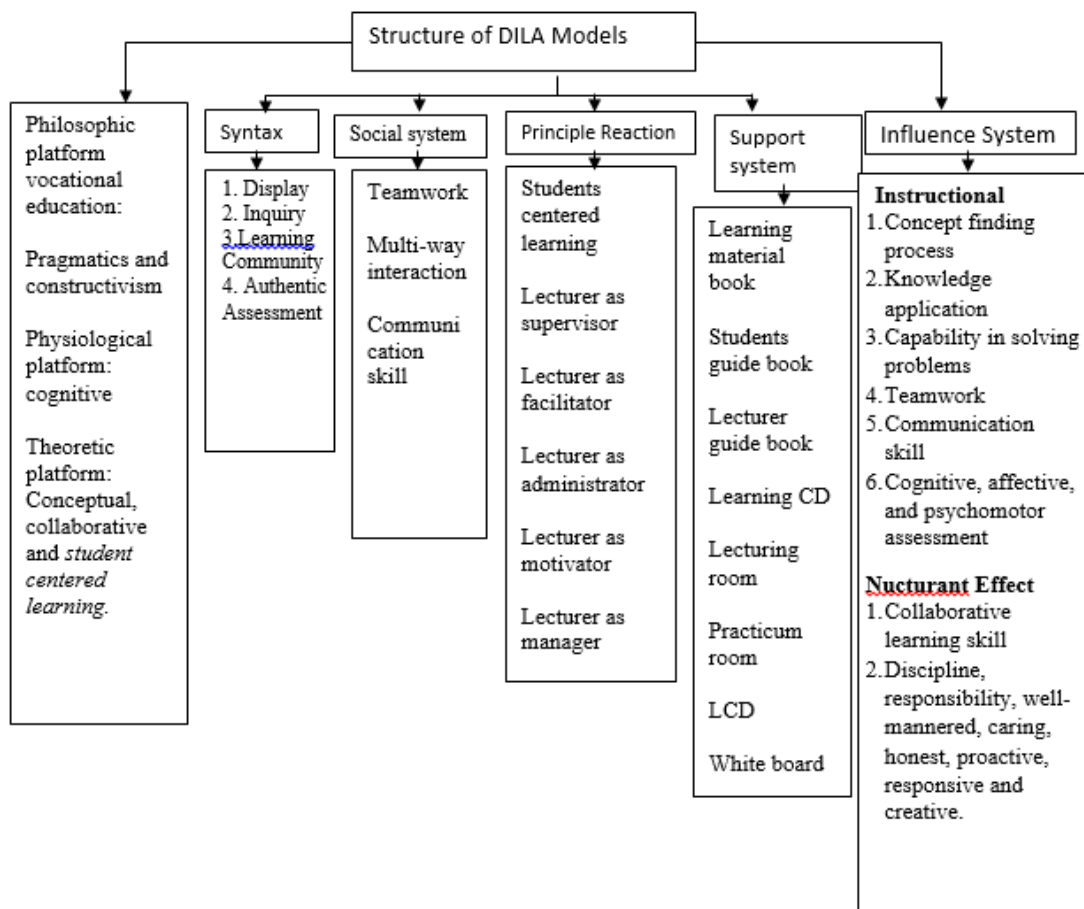 Structure of DILA Models
Philosophic
platform
vocational
education:
Pragmatics and
constructivism
Physiological
platform:
cognitive
Theoretic
platform:
Conceptual,
collaborative
and student
centered
learning.
Syntax
1. Display
2. Inquiry
3.Learning
Community
4. Authentic
Assessment
Social system
Teamwork
Multi-way
interaction
Communi
cation
skill
Principle Reaction
Students
centered
learning
Lecturer as
supervisor
Lecturer as
facilitator
Lecturer as
administrator
Lecturer as
motivator
Lecturer as
manager
Support
system
Learning
material
book
Students
guide book
Lecturer
guide book
Learning CD
Lecturing
room
Practicum
room
LCD
White board
Influence System
Instructional
1.Concept finding
process
2.Knowledge
application
3.Capability in solving
problems
4.Teamwork
5.Communication
skill
6.Cognitive, affective,
and psychomotor
assessment
Nucturant Effect
1.Collaborative
learning skill
2.Discipline,
responsibility, well-
mannered, caring,
honest, proactive,
responsive and
creative.